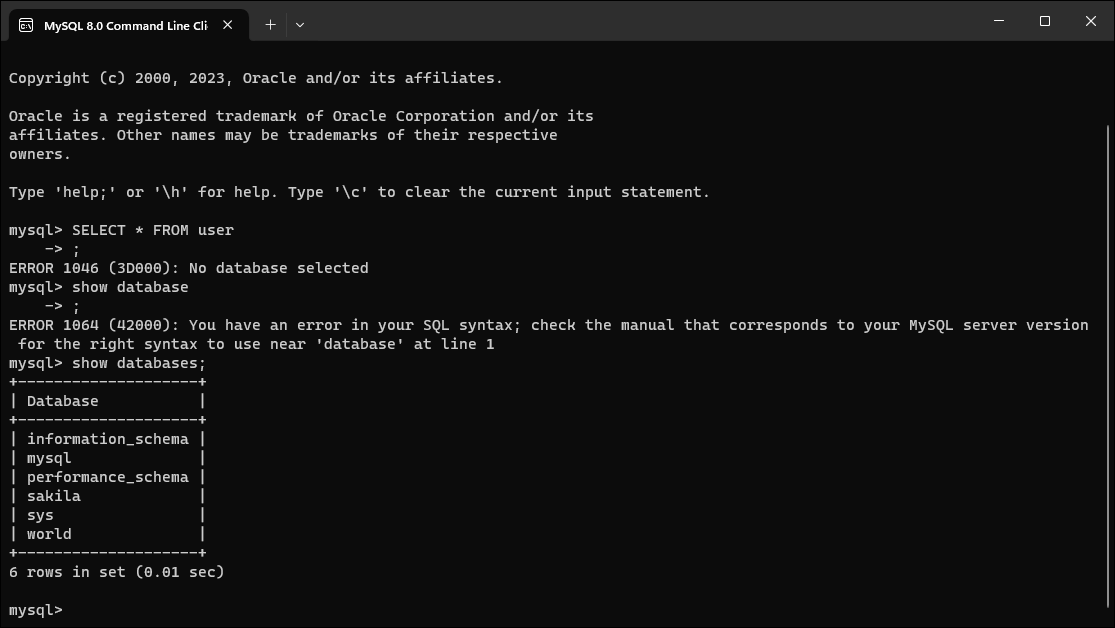 MySQL 8.0 Command Line Cli
Copyright (c) 2000, 2023, Oracle and/or its affiliates.
Oracle is a registered trademark of Oracle Corporation and/or its
affiliates. Other names may be trademarks of their respective
owners.
Type 'help;' or '\h' for help. Type '\c' to clear the current input statement.
mysql> SELECT * FROM user
    -> ;
ERROR 1046 (3D000): No database selected
mysql> show database
    -> ;
ERROR 1064 (42000): You have an error in your SQL syntax; check the manual that corresponds to your MySQL server version
 for the right syntax to use near 'database' at line 1
mysql> show databases;
+--------------------+
| Database           |
+--------------------+
| information_schema |
| mysql              |
| performance_schema |
| sakila             |
| sys                |
| world              |
+--------------------+
6 rows in set (0.01 sec)
mysql>